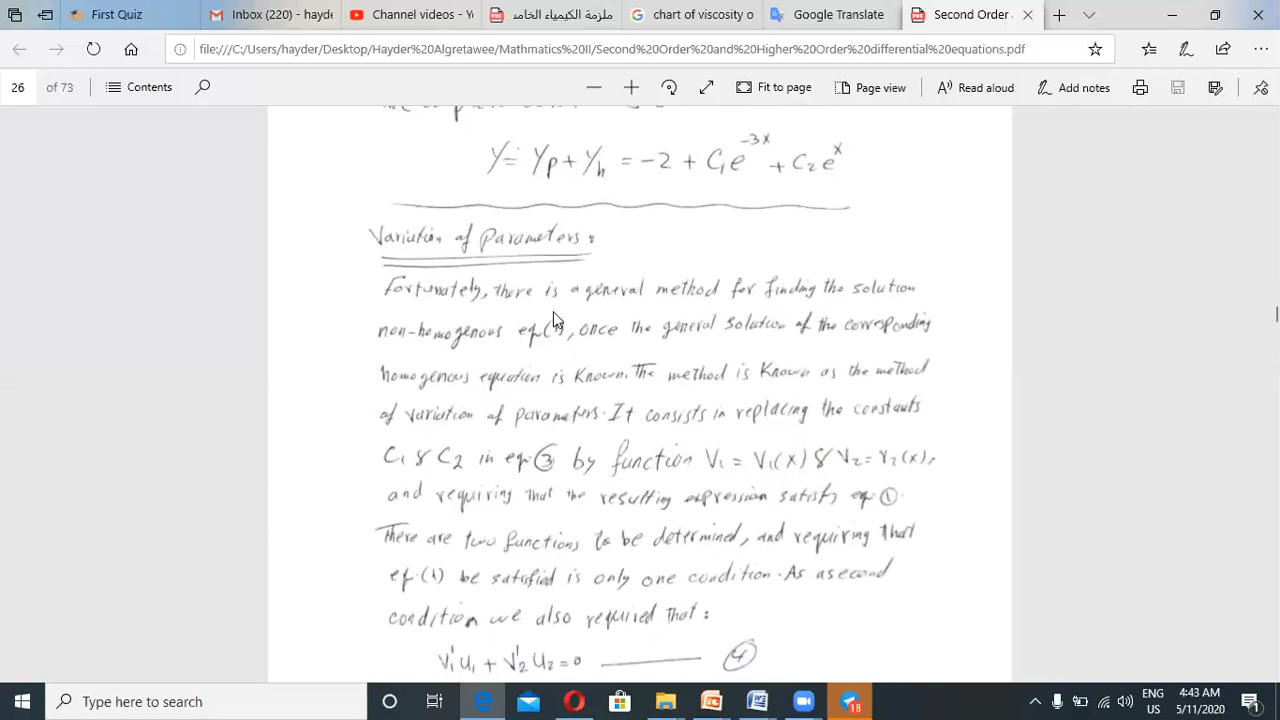 First Quiz
Inbox (220) - hayde
Channel videos - Yo
ملزمة الكيمياء الخامد
chart of viscosity o
Google Translate
Second Order
file:///C:/Users/hayder/Desktop/Hayder%20Algretawee/Mathmatics%20II/Second%20Order%20and%20Higher%20Order%20differential%20equations.pdf
26 of 73
Contents
Fit to page
Page view
Read aloud
Add notes
Y = Yp + Yh = -2 + C₁e^-3x + C₂e^x
Variation of Parameters:
Fortunately, there is a general method for finding the solution
non-homogenous eq(1), once the general solution of the corresponding
homogenous equation is Known. The method is Known as the method
of variation of parameters. It consists in replacing the constants
C₁ & C₂ in eq ③ by function V₁ = V₁(x) & V₂ = V₂(x),
and requiring that the resulting expression satisfy eq ①.
There are two functions to be determined, and requiring that
eq.(1) be satisfied is only one condition. As a second
condition we also required that:
V₁'U₁ + V₂'U₂ = 0 ④
Type here to search
18
ENG
US
4:43 AM
5/11/2020